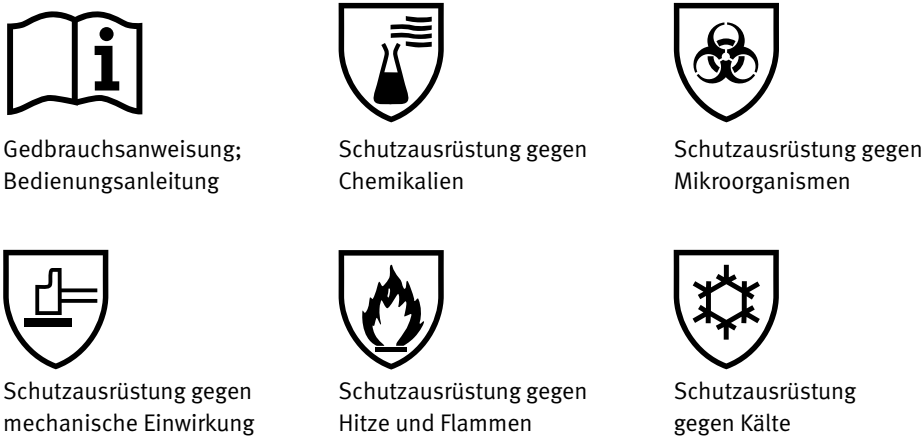 Gedbrauchsanweisung;
Bedienungsanleitung
Schutzausrüstung gegen
Chemikalien
Schutzausrüstung gegen
Mikroorganismen
Schutzausrüstung gegen
mechanische Einwirkung
Schutzausrüstung gegen
Hitze und Flammen
Schutzausrüstung
gegen Kälte